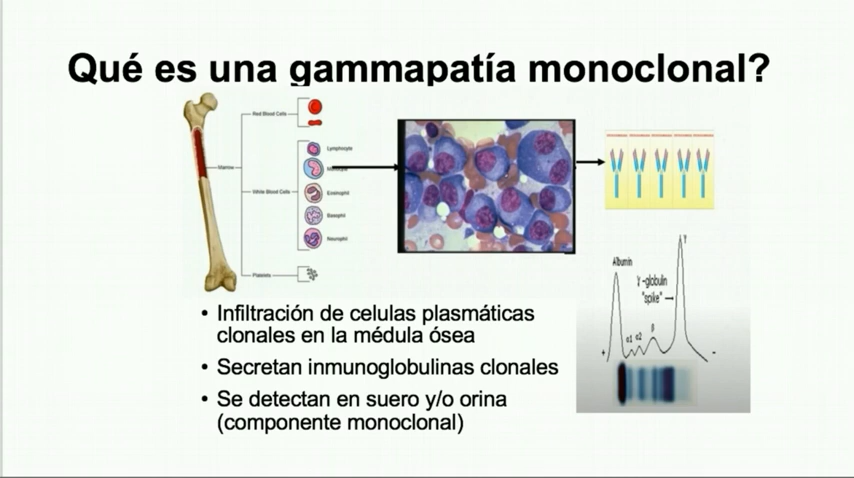 Qué es una gammapatía monoclonal?
Red Blood Cells
Lymphocyte
Marrow
White Blood Cells
Eosinophil
Basophil
Neurophil
Platelets
Albumin
γ
γ -globulin
"spike"
α1 α2 β
+
-
• Infiltración de celulas plasmáticas
clonales en la médula ósea
• Secretan inmunoglobulinas clonales
• Se detectan en suero y/o orina
(componente monoclonal)